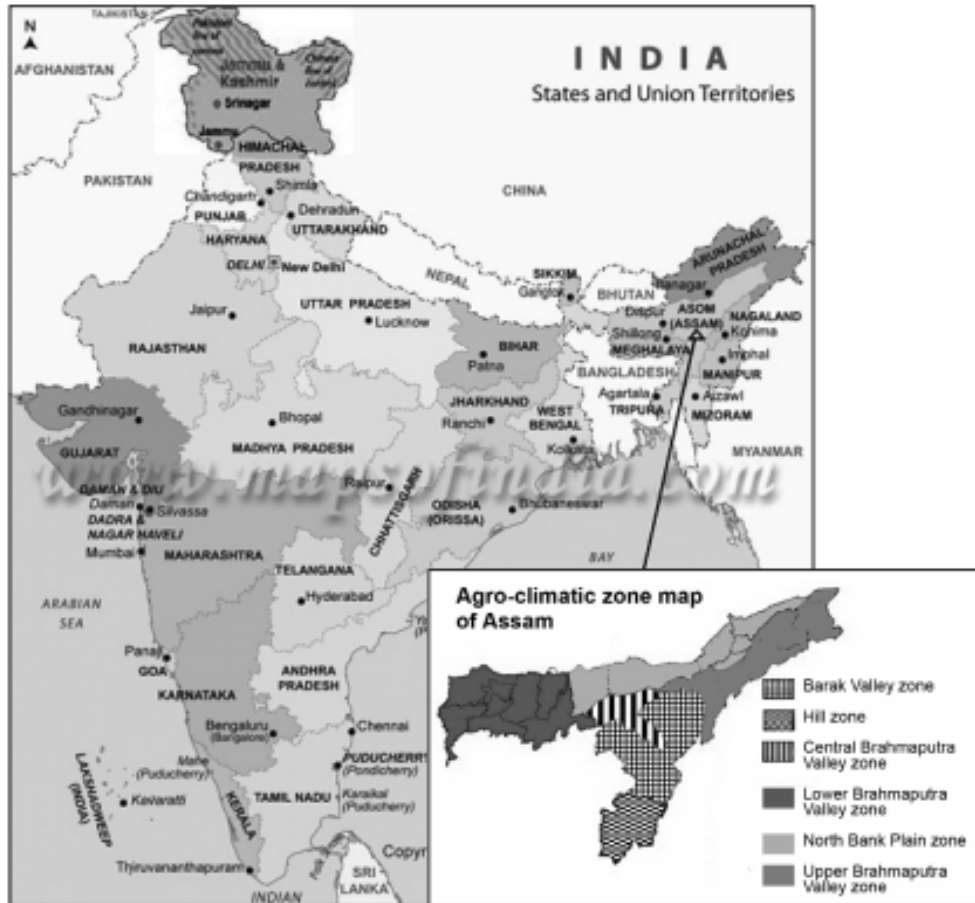 TAJIKISTAN
N
AFGHANISTAN
Jammu &
Kashmir
Srinagar
Jammu
INDIA
States and Union Territories
HIMACHAL
PRADESH
Shimla
PAKISTAN
CHINA
Chandigarh
PUNJAB
Dehradun
UTTARAKHAND
HARYANA
DELHI
New Delhi
NEPAL
SIKKIM
Gangtok
BHUTAN
ARUNACHAL
PRADESH
Itanagar
UTTAR PRADESH
Lucknow
Jaipur
RAJASTHAN
Dispur
ASOM
(ASSAM)
NAGALAND
Shillong
Kohima
MEGHALAYA
BIHAR
Patna
BANGLADESH
Imphal
MANIPUR
Gandhinagar
Bhopal
JHARKHAND
Ranchi
WEST
BENGAL
Agartala
TRIPURA
Aizawl
MIZORAM
GUJARAT
MADHYA PRADESH
Kolkata
MYANMAR
www.mapsofindia.com
DAMAN & DIU
Daman
Silvassa
DADRA &
NAGAR HAVELI
Raipur
CHHATTISGARH
ODISHA
(ORISSA)
Bhubaneswar
Mumbai
MAHARASHTRA
TELANGANA
Hyderabad
BAY
ARABIAN
SEA
Panaji
GOA
KARNATAKA
ANDHRA
PRADESH
Bengaluru
(Bangalore)
Chennai
Mahe
(Puducherry)
PUDUCHERRY
(Pondicherry)
LAKSHADWEEP
(INDIA)
Kavaratti
KERALA
TAMIL NADU
Karaikal
(Puducherry)
Thiruvananthapuram
Copyr
SRI
LANKA
INDIAN
Agro-climatic zone map
of Assam
Barak Valley zone
Hill zone
Central Brahmaputra
Valley zone
Lower Brahmaputra
Valley zone
North Bank Plain zone
Upper Brahmaputra
Valley zone